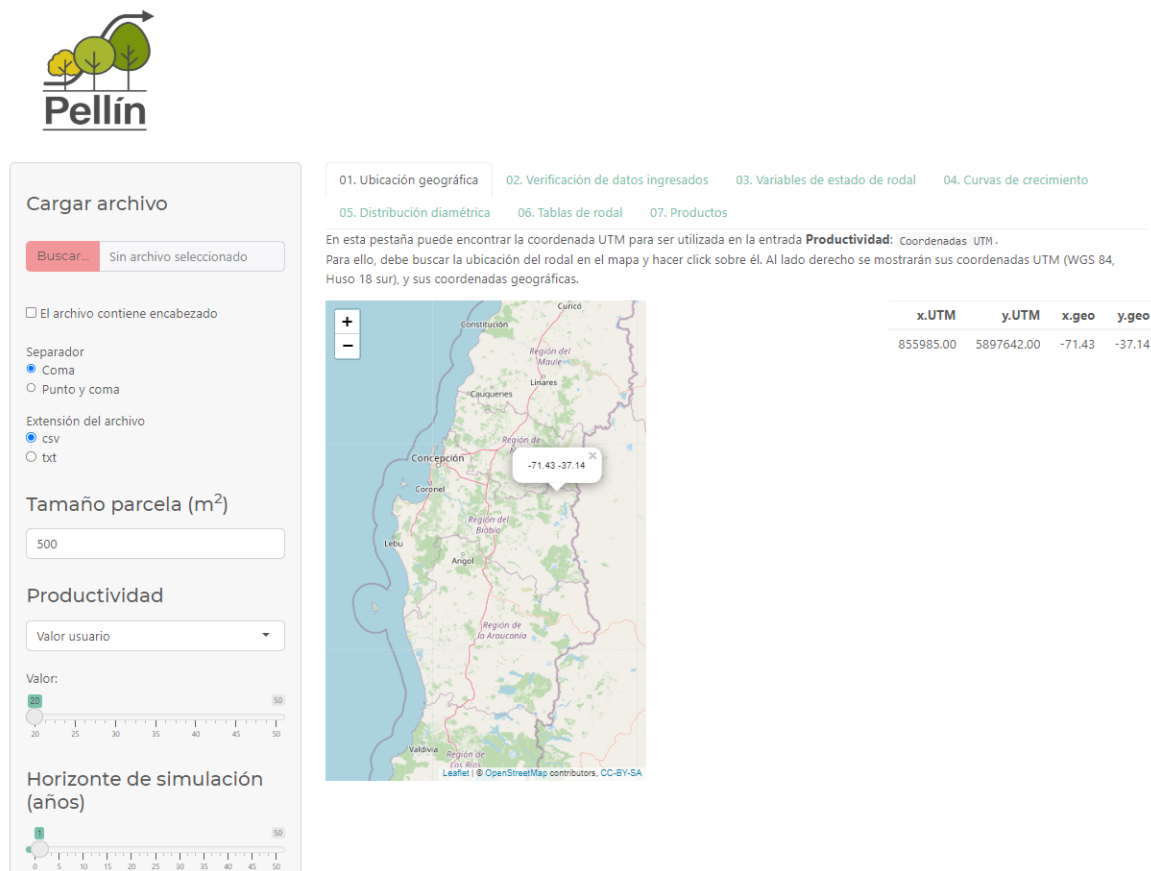 Pellín
Cargar archivo
Buscar... Sin archivo seleccionado
El archivo contiene encabezado
Separador
Coma
Punto y coma
Extensión del archivo
csv
txt
Tamaño parcela (m²)
500
Productividad
Valor usuario
Valor:
20 50
20 25 30 35 40 45 50
Horizonte de simulación
(años)
1 50
0 5 10 15 20 25 30 35 40 45 50
01. Ubicación geográfica 02. Verificación de datos ingresados 03. Variables de estado de rodal 04. Curvas de crecimiento
05. Distribución diamétrica 06. Tablas de rodal 07. Productos
En esta pestaña puede encontrar la coordenada UTM para ser utilizada en la entrada Productividad: Coordenadas UTM.
Para ello, debe buscar la ubicación del rodal en el mapa y hacer click sobre él. Al lado derecho se mostrarán sus coordenadas UTM (WGS 84,
Huso 18 sur), y sus coordenadas geográficas.
+
−
Curicó
Constitución
Región del
Maule
Linares
Cauquenes
Región de
Concepción
-71.43 -37.14 ×
Coronel
Región del
Biobío
Lebu
Angol
Región de
la Araucanía
Valdivia
Región de
Los Ríos
Leaflet | © OpenStreetMap contributors, CC-BY-SA
x.UTM y.UTM x.geo y.geo
855985.00 5897642.00 -71.43 -37.14